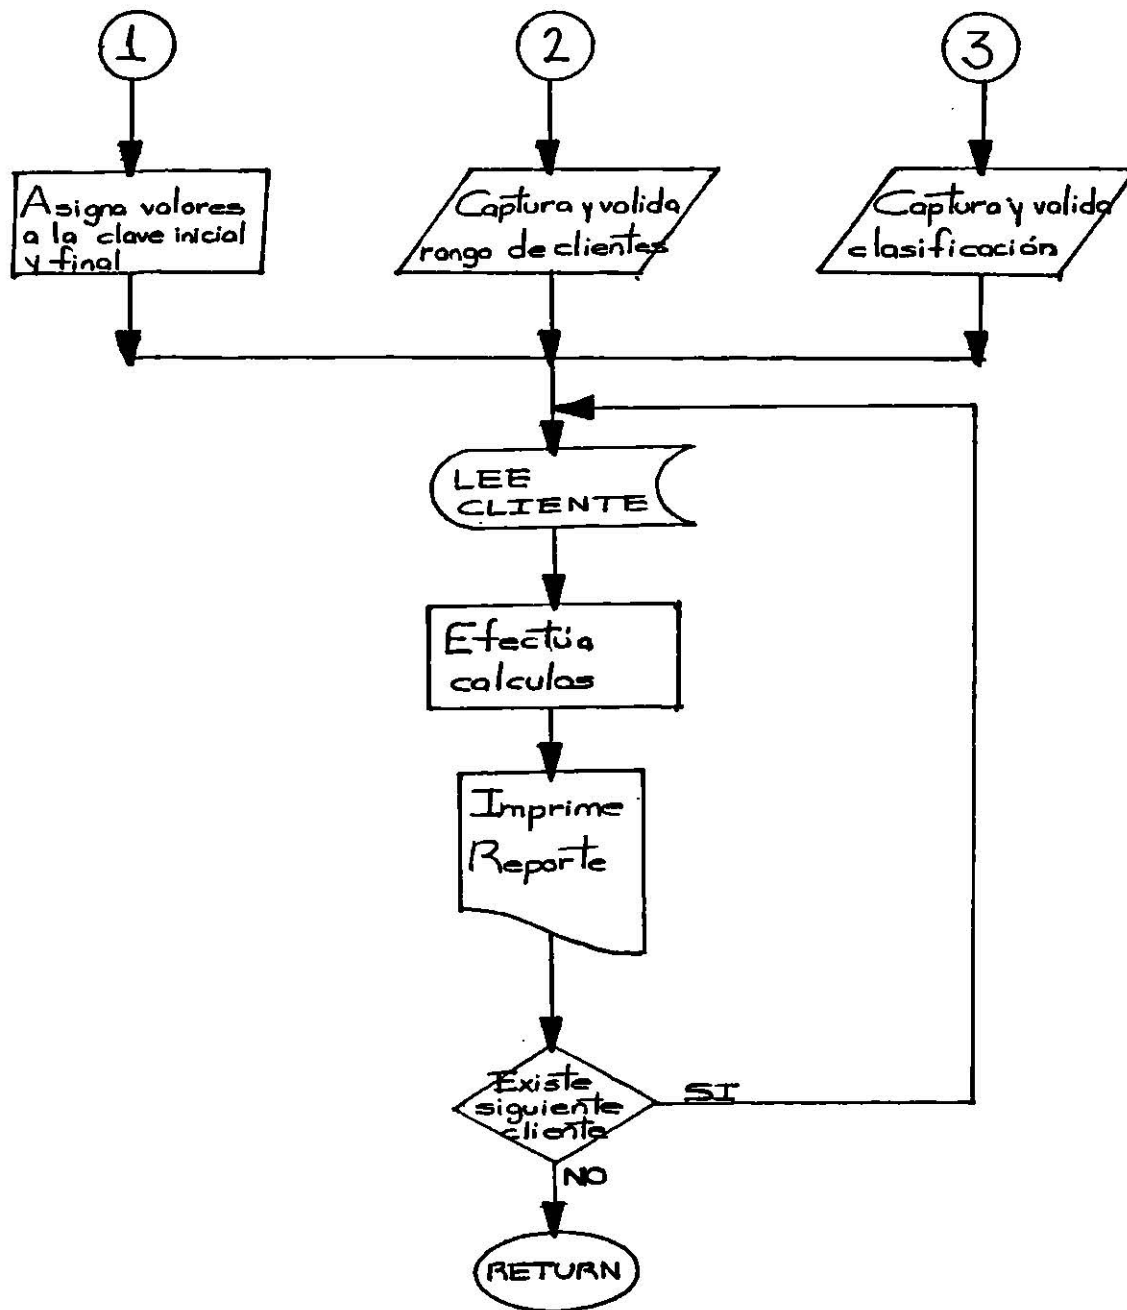 1
2
3
Asigna valores
a la clave inicial
y final
Captura y valida
rango de clientes
Captura y valida
clasificación
LEE
CLIENTE
Efectúa
calculos
Imprime
Reporte
Existe
siguiente
cliente
SI
NO
RETURN